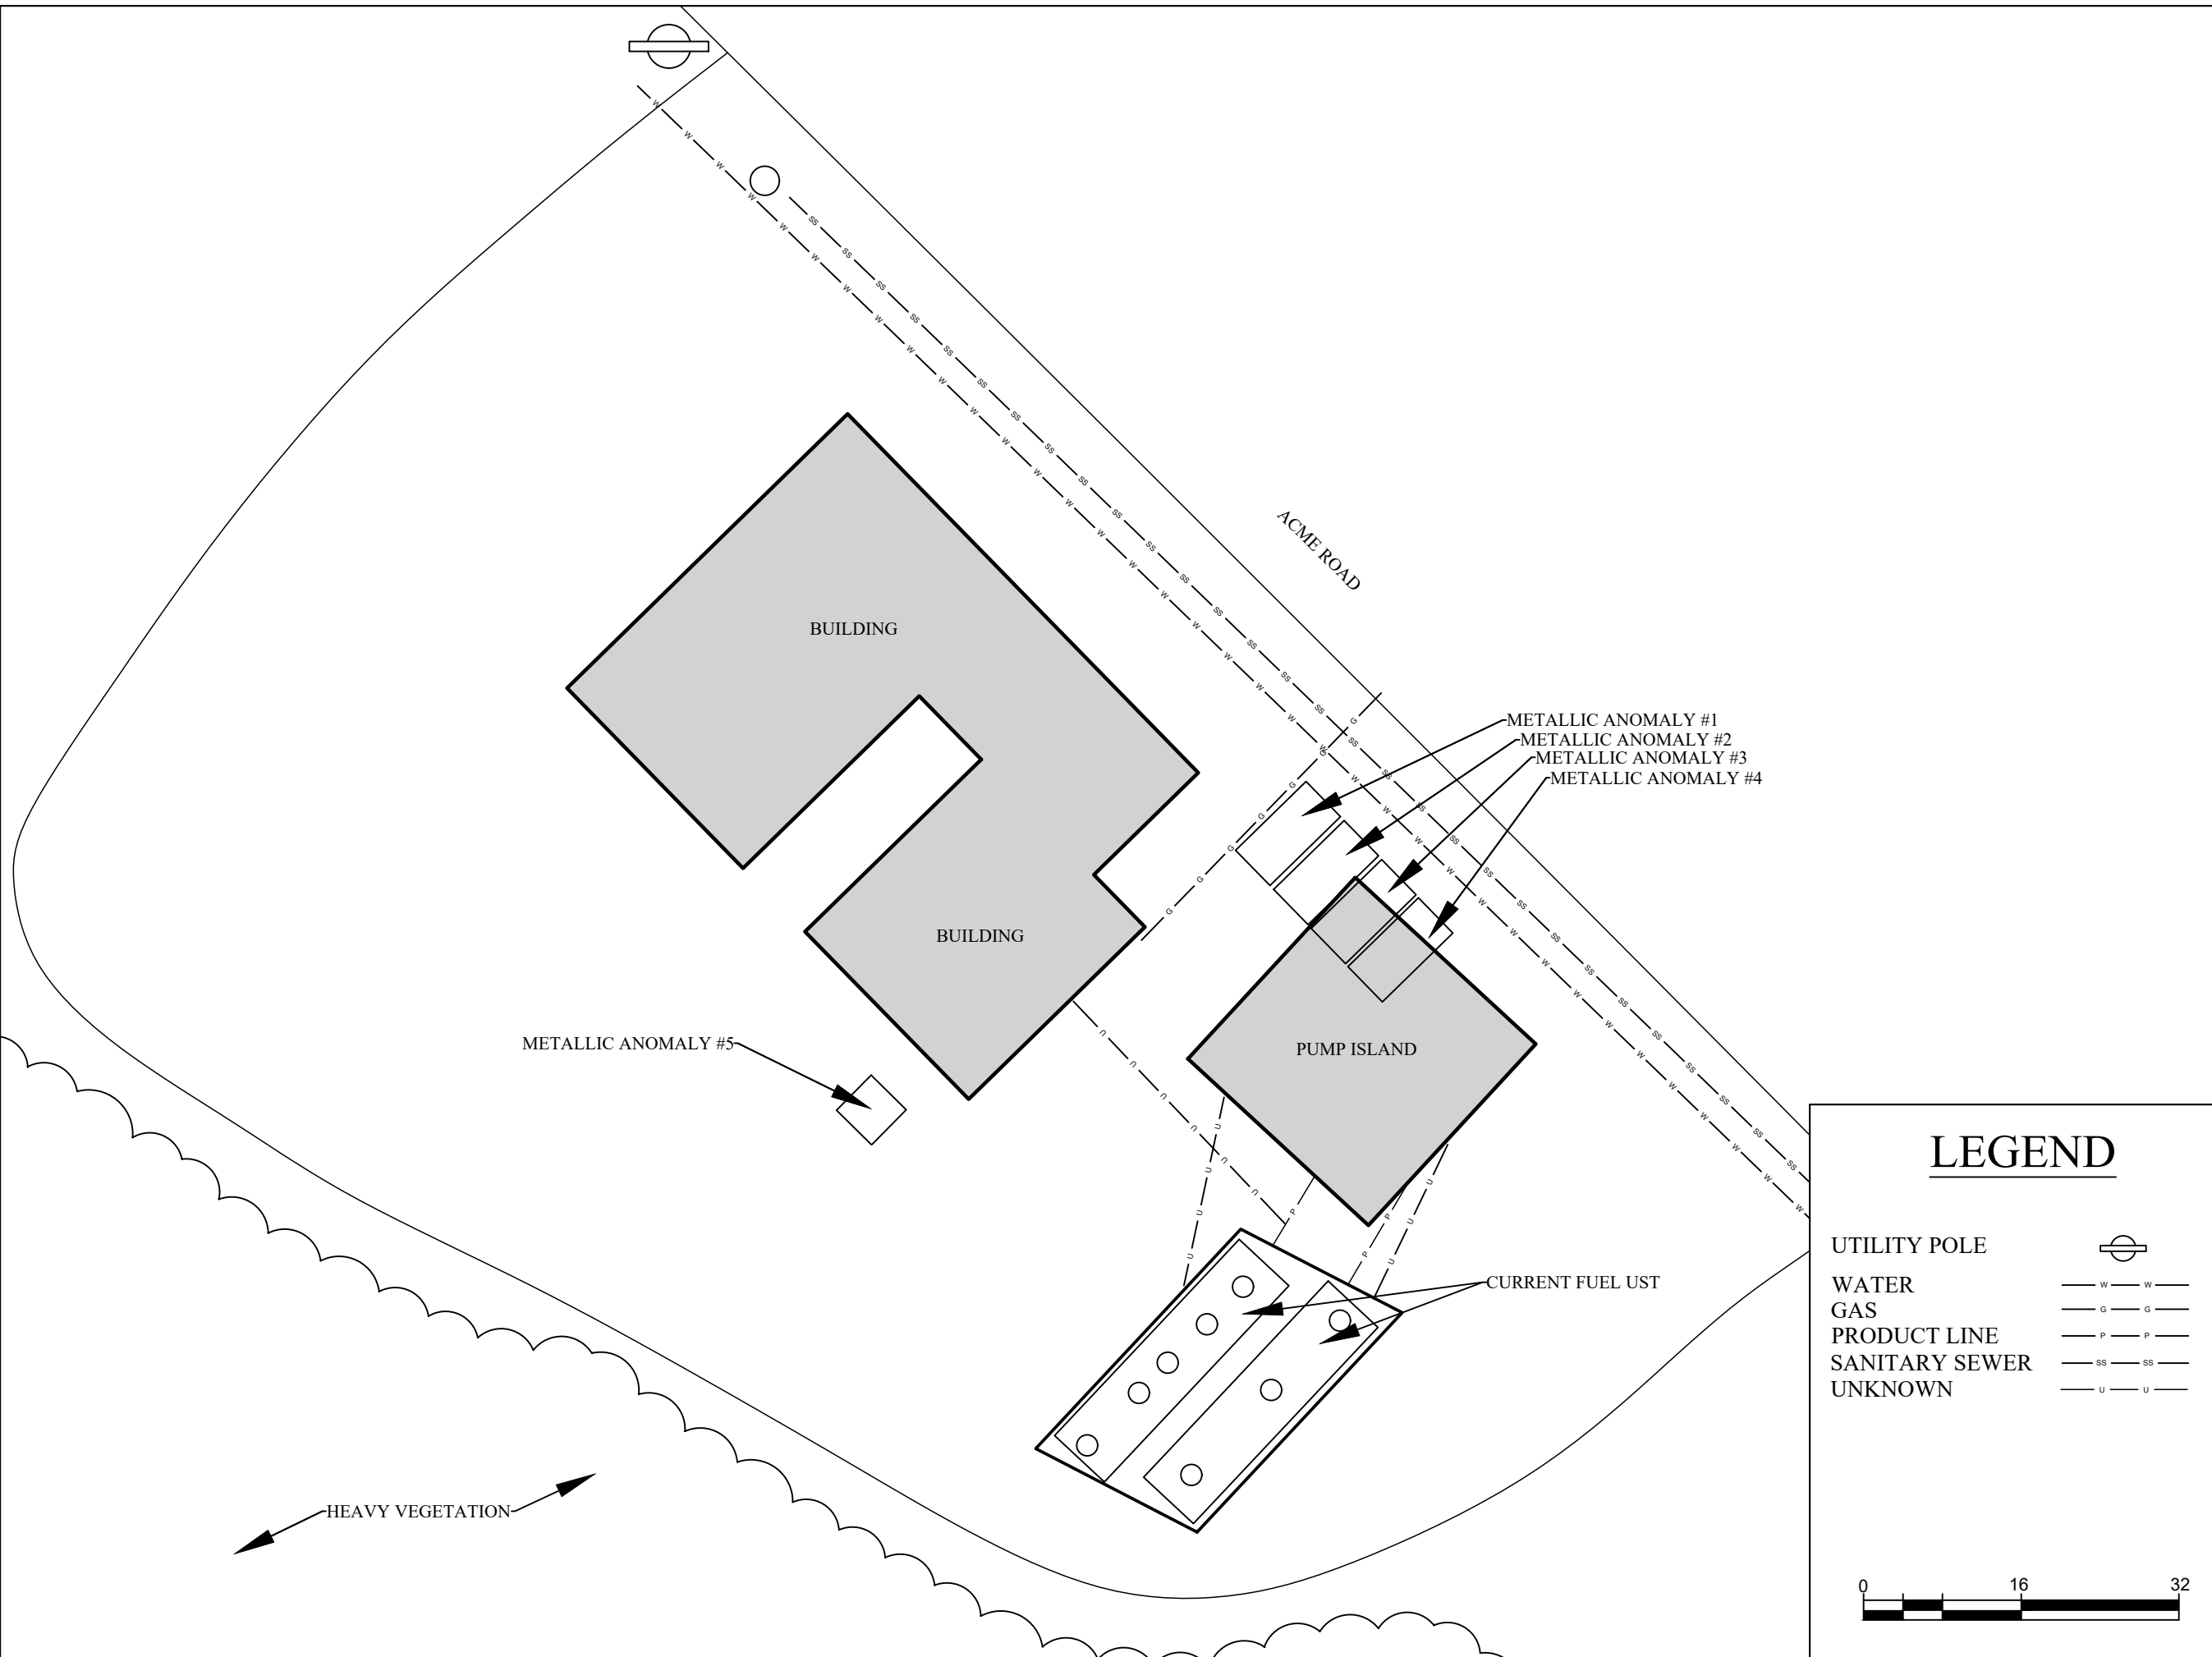 ACME ROAD
BUILDING
METALLIC ANOMALY #1
METALLIC ANOMALY #2
METALLIC ANOMALY #3
METALLIC ANOMALY #4
BUILDING
METALLIC ANOMALY #5
PUMP ISLAND
CURRENT FUEL UST
HEAVY VEGETATION
LEGEND
UTILITY POLE
WATER W W
GAS G G
PRODUCT LINE P P
SANITARY SEWER SS SS
UNKNOWN U U
0 16 32